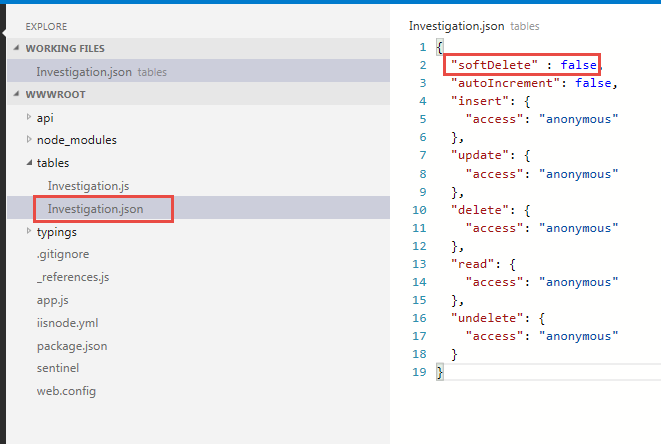 EXPLORE
WORKING FILES
Investigation.json tables
WWWROOT
api
node_modules
tables
Investigation.js
Investigation.json
typings
.gitignore
_references.js
app.js
iisnode.yml
package.json
sentinel
web.config
Investigation.json tables
1 {
2 "softDelete" : false,
3 "autoIncrement": false,
4 "insert": {
5 "access": "anonymous"
6 },
7 "update": {
8 "access": "anonymous"
9 },
10 "delete": {
11 "access": "anonymous"
12 },
13 "read": {
14 "access": "anonymous"
15 },
16 "undelete": {
17 "access": "anonymous"
18 }
19 }